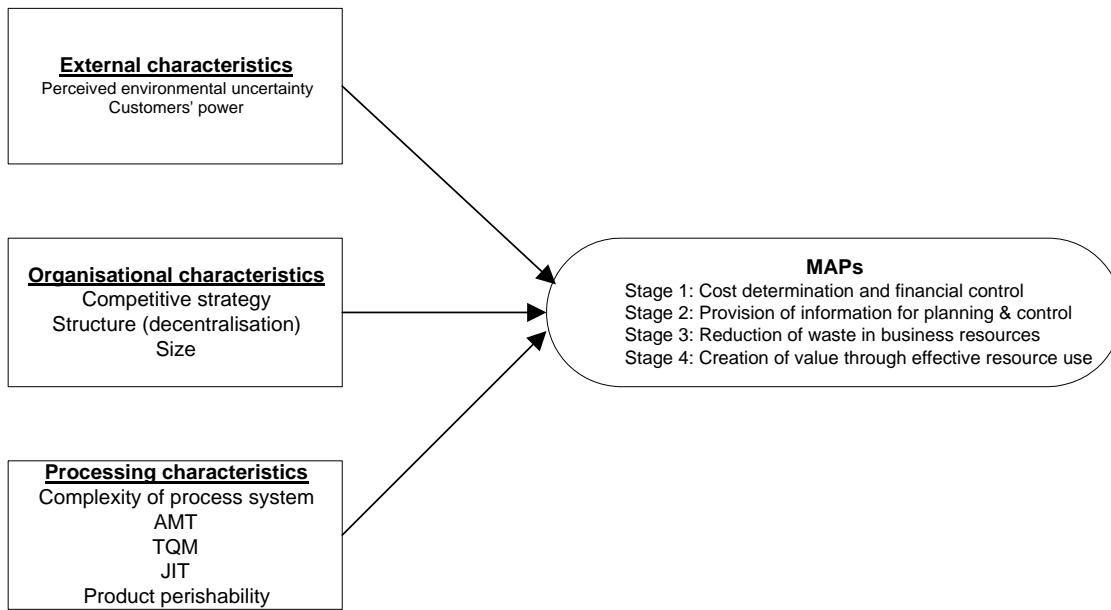 External characteristics
Perceived environmental uncertainty
Customers' power
Organisational characteristics
Competitive strategy
Structure (decentralisation)
Size
Processing characteristics
Complexity of process system
AMT
TQM
JIT
Product perishability
MAPs
Stage 1: Cost determination and financial control
Stage 2: Provision of information for planning & control
Stage 3: Reduction of waste in business resources
Stage 4: Creation of value through effective resource use